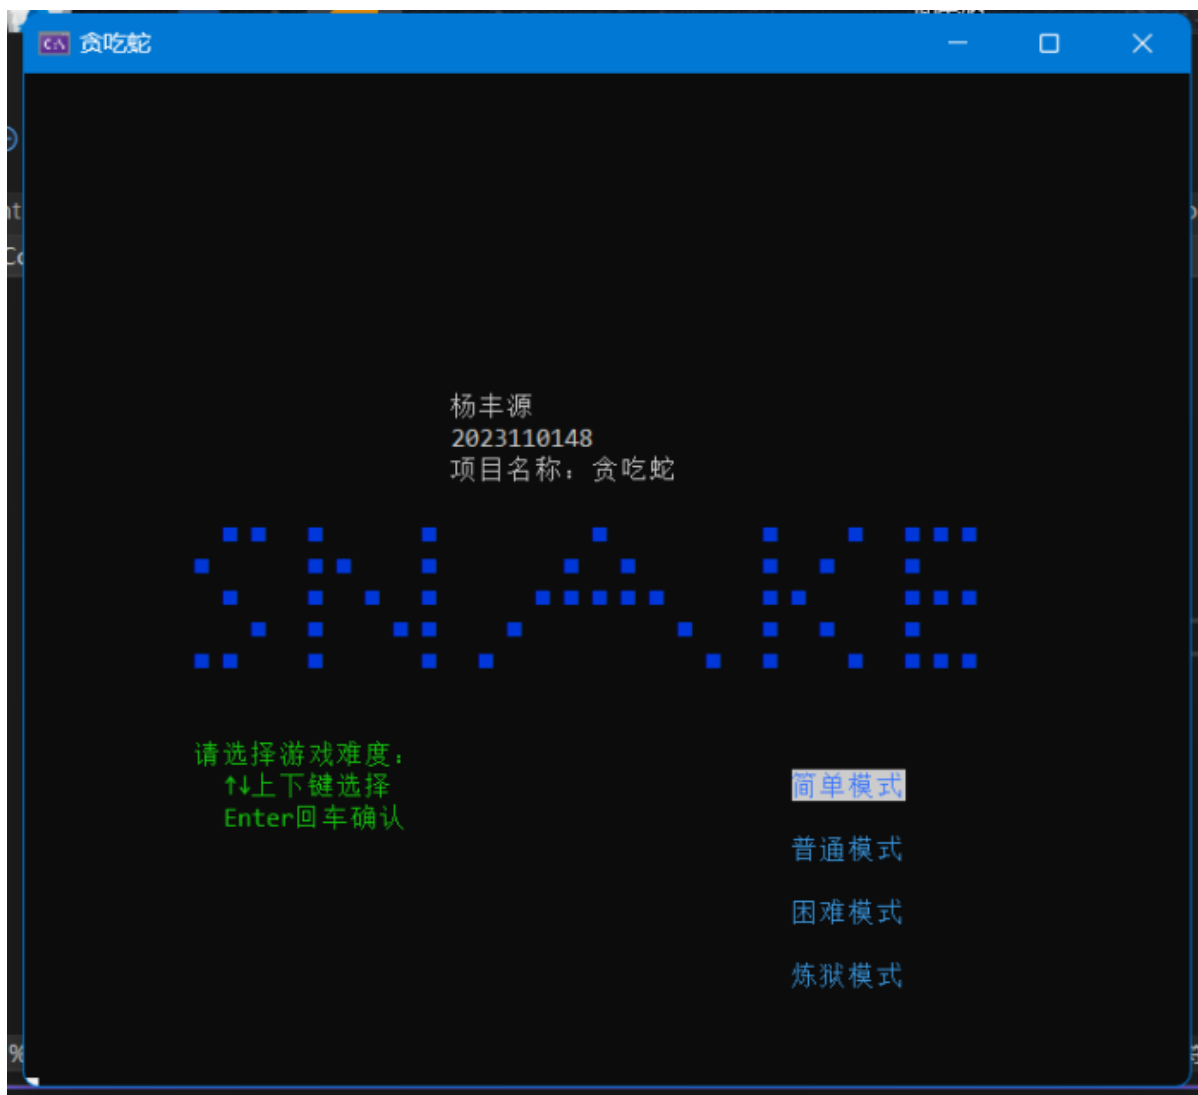 贪吃蛇
杨丰源
2023110148
项目名称：贪吃蛇
SNAKE
请选择游戏难度：
↑↓上下键选择
Enter回车确认
简单模式
普通模式
困难模式
炼狱模式